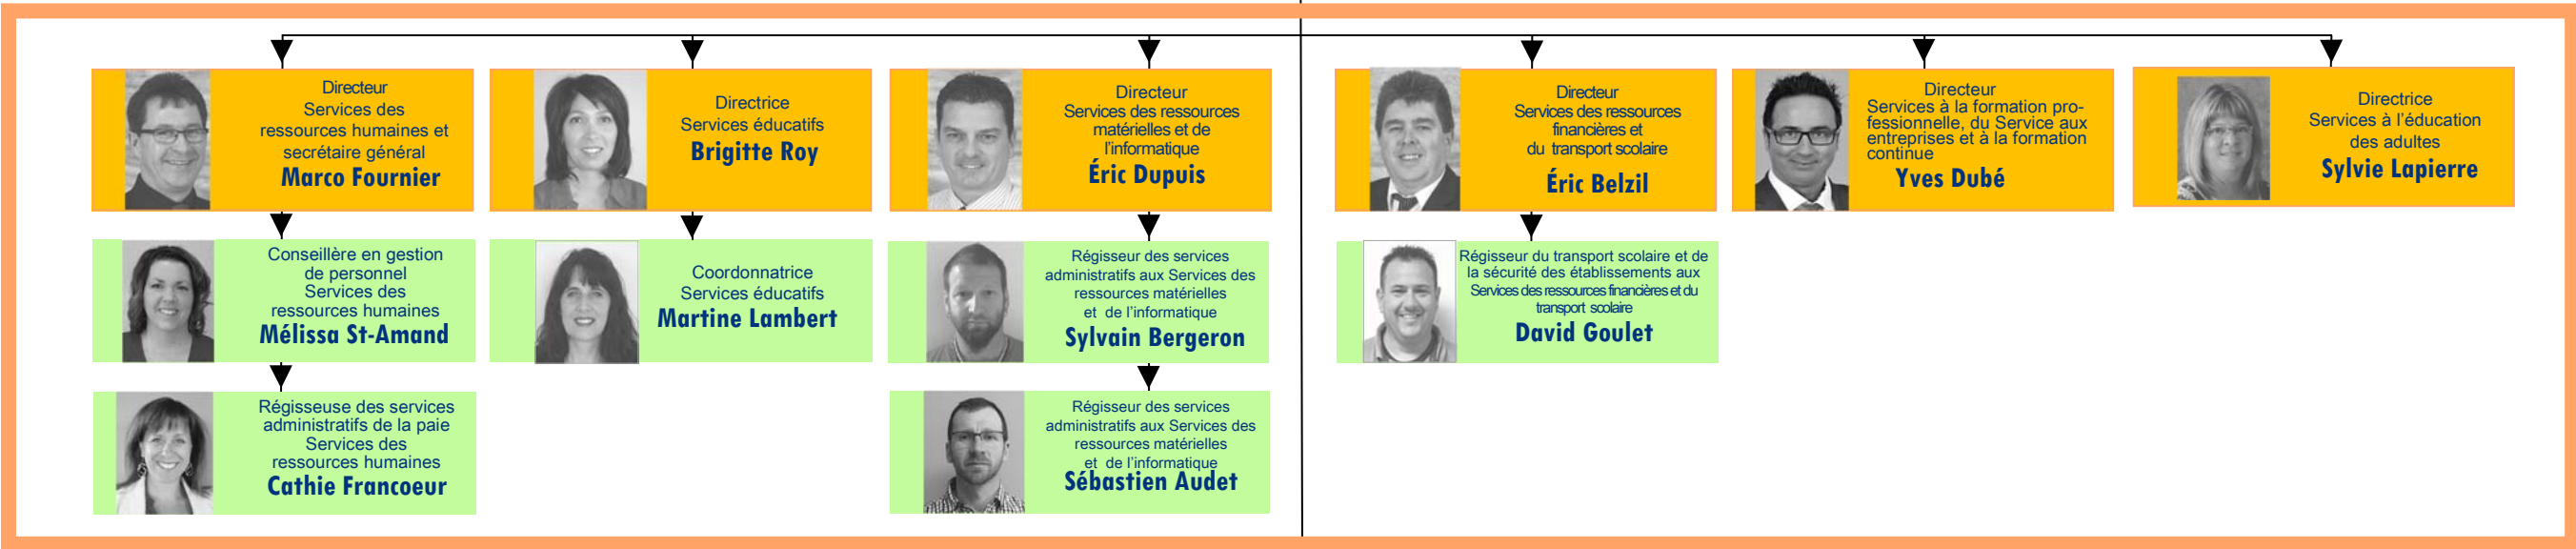 Directeur
Services des
ressources humaines et
secrétaire général
Marco Fournier
Directrice
Services éducatifs
Brigitte Roy
Directeur
Services des ressources
matérielles et de
l'informatique
Éric Dupuis
Directeur
Services des ressources
financières et
du transport scolaire
Éric Belzil
Directeur
Services à la formation pro-
fessionnelle, du Service aux
entreprises et à la formation
continue
Yves Dubé
Directrice
Services à l'éducation
des adultes
Sylvie Lapierre
Conseillère en gestion
de personnel
Services des
ressources humaines
Mélissa St-Amand
Coordonnatrice
Services éducatifs
Martine Lambert
Régisseur des services
administratifs aux Services des
ressources matérielles
et de l'informatique
Sylvain Bergeron
Régisseur du transport scolaire et de
la sécurité des établissements aux
Services des ressources financières et du
transport scolaire
David Goulet
Régisseuse des services
administratifs de la paie
Services des
ressources humaines
Cathie Francoeur
Régisseur des services
administratifs aux Services des
ressources matérielles
et de l'informatique
Sébastien Audet